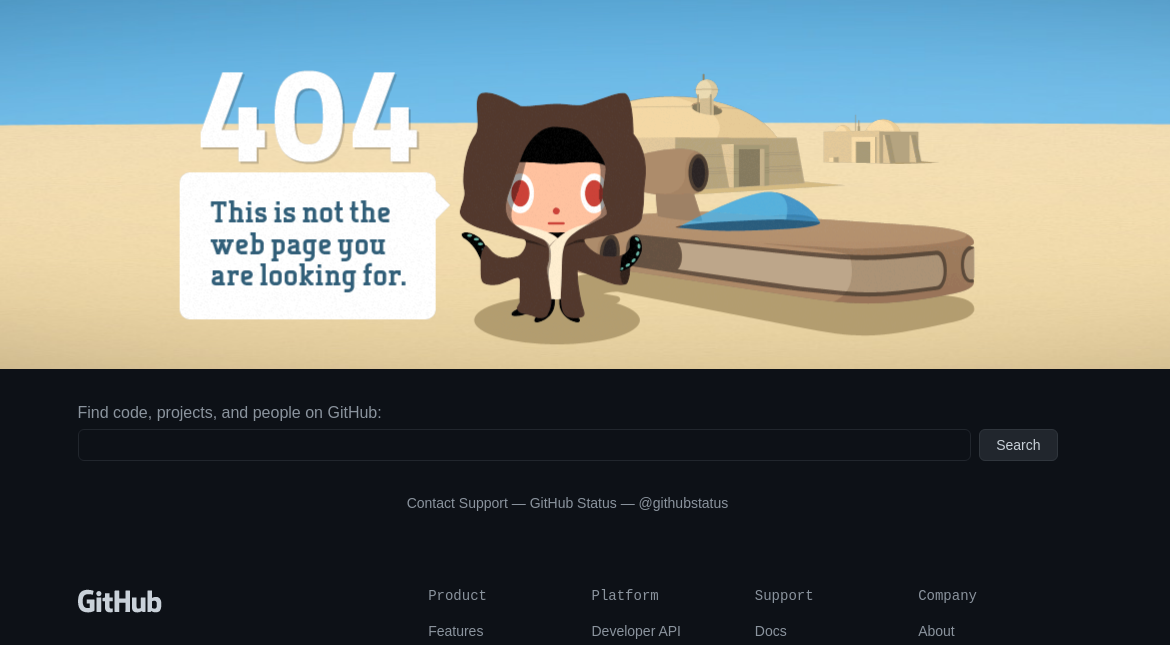 404
This is not the
web page you
are looking for.
Find code, projects, and people on GitHub:
Search
Contact Support — GitHub Status — @githubstatus
GitHub
Product Platform Support Company
Features Developer API Docs About